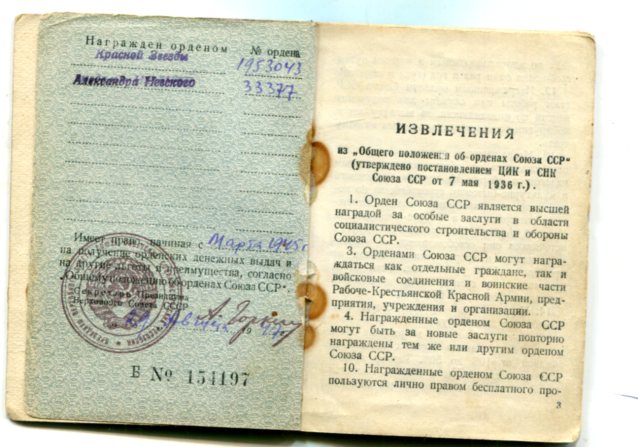 Награжден орденом № ордена
Красной Звезды 1953043
Александра Невского 33377
Имеет право, начиная с Марта 1945 г
на получение орденских денежных выдач и
на другие льготы и преимущества, согласно
„Общему положению об орденах Союза ССР“.
Секретарь Президиума
Верховного Совета СССР
19
Б № 154197
ИЗВЛЕЧЕНИЯ
из „Общего положения об орденах Союза ССР“
(утверждено постановлением ЦИК и СНК
Союза ССР от 7 мая 1936 г.).
1. Орден Союза ССР является высшей
наградой за особые заслуги в области
социалистического строительства и обороны
Союза ССР.
3. Орденами Союза ССР могут награ-
ждаться как отдельные граждане, так и
войсковые соединения и воинские части
Рабоче-Крестьянской Красной Армии, пред-
приятия, учреждения и организации.
4. Награжденные орденом Союза ССР
могут быть за новые заслуги повторно
награждены тем же или другим орденом
Союза ССР.
10. Награжденные орденом Союза ССР
пользуются лично правом бесплатного про-
3